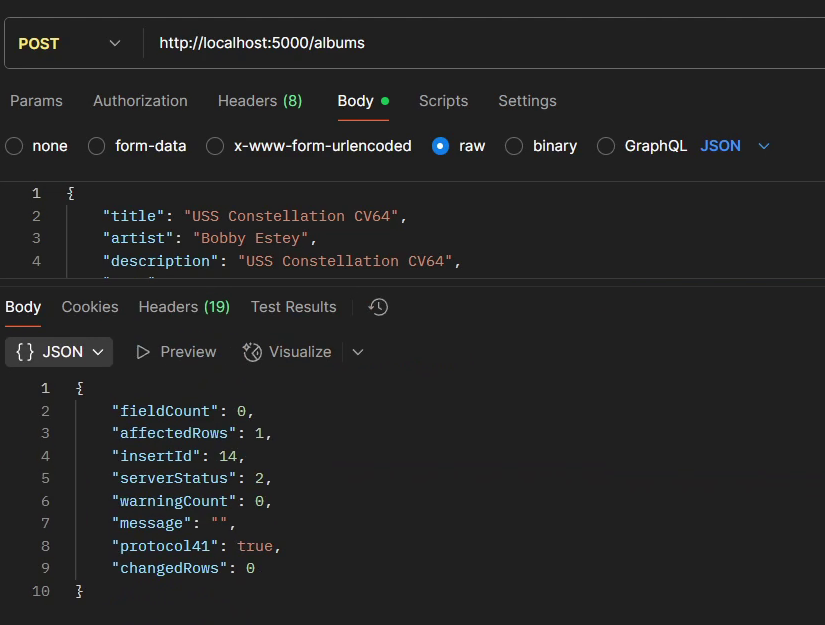 POST http://localhost:5000/albums
Params Authorization Headers (8) Body Scripts Settings
none form-data x-www-form-urlencoded raw binary GraphQL JSON
1 {
2 "title": "USS Constellation CV64",
3 "artist": "Bobby Estey",
4 "description": "USS Constellation CV64",
Body Cookies Headers (19) Test Results
{} JSON Preview Visualize
1 {
2 "fieldCount": 0,
3 "affectedRows": 1,
4 "insertId": 14,
5 "serverStatus": 2,
6 "warningCount": 0,
7 "message": "",
8 "protocol41": true,
9 "changedRows": 0
10 }